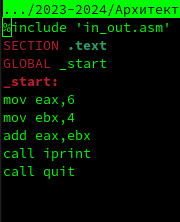 .../2023-2024/Архитект
%include 'in_out.asm'
SECTION .text
GLOBAL _start
_start:
mov eax,6
mov ebx,4
add eax,ebx
call iprint
call quit